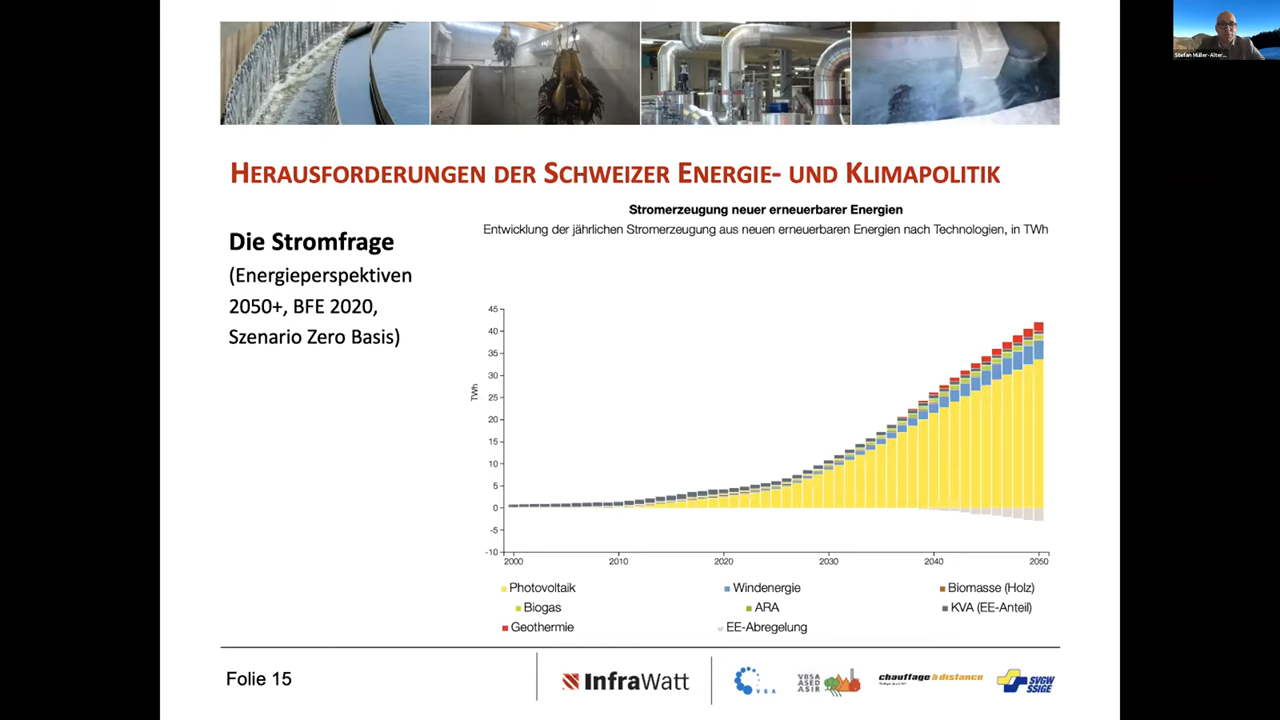 Stefan Müller-Alter...
HERAUSFORDERUNGEN DER SCHWEIZER ENERGIE- UND KLIMAPOLITIK
Die Stromfrage
(Energieperspektiven
2050+, BFE 2020,
Szenario Zero Basis)
Stromerzeugung neuer erneuerbarer Energien
Entwicklung der jährlichen Stromerzeugung aus neuen erneuerbaren Energien nach Technologien, in TWh
TWh
45
40
35
30
25
20
15
10
5
0
-5
-10
2000 2010 2020 2030 2040 2050
Photovoltaik Windenergie Biomasse (Holz)
Biogas ARA KVA (EE-Anteil)
Geothermie EE-Abregelung
Folie 15
InfraWatt
VSA
VBSA
ASED
ASIR
chauffage à distance
SVGW
SSIGE